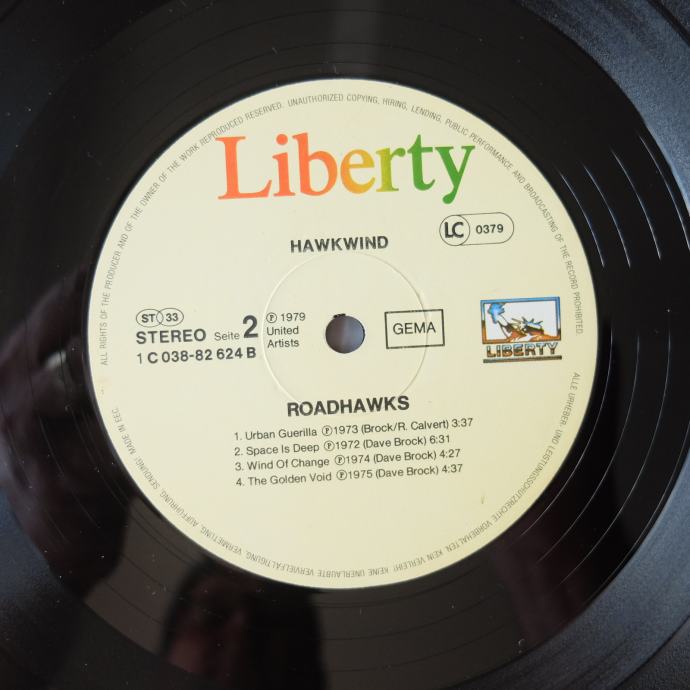 ALL RIGHTS OF THE PRODUCER AND OF THE OWNER OF THE WORK REPRODUCED RESERVED. UNAUTHORIZED COPYING, HIRING, LENDING, PUBLIC PERFORMANCE AND BROADCASTING OF THE RECORD PROHIBITED.
Liberty
LC 0379
HAWKWIND
ST 33
STEREO Seite 2
1 C 038-82 624 B
℗ 1979
United
Artists
GEMA
LIBERTY
ROADHAWKS
1. Urban Guerilla ℗1973 (Brock/R. Calvert) 3:37
2. Space Is Deep ℗1972 (Dave Brock) 6:31
3. Wind Of Change ℗1974 (Dave Brock) 4:27
4. The Golden Void ℗1975 (Dave Brock) 4:37
ALLE URHEBER- UND LEISTUNGSSCHUTZRECHTE VORBEHALTEN. KEIN VERLEIH! KEINE UNERLAUBTE VERVIELFÄLTIGUNG, VERMIETUNG, AUFFÜHRUNG, SENDUNG! MADE IN EEC.